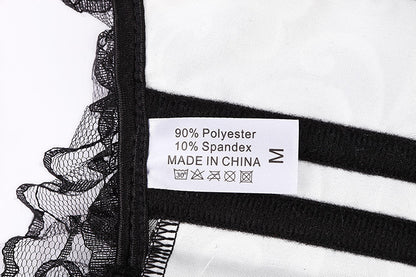 90% Polyester
10% Spandex
MADE IN CHINA
M